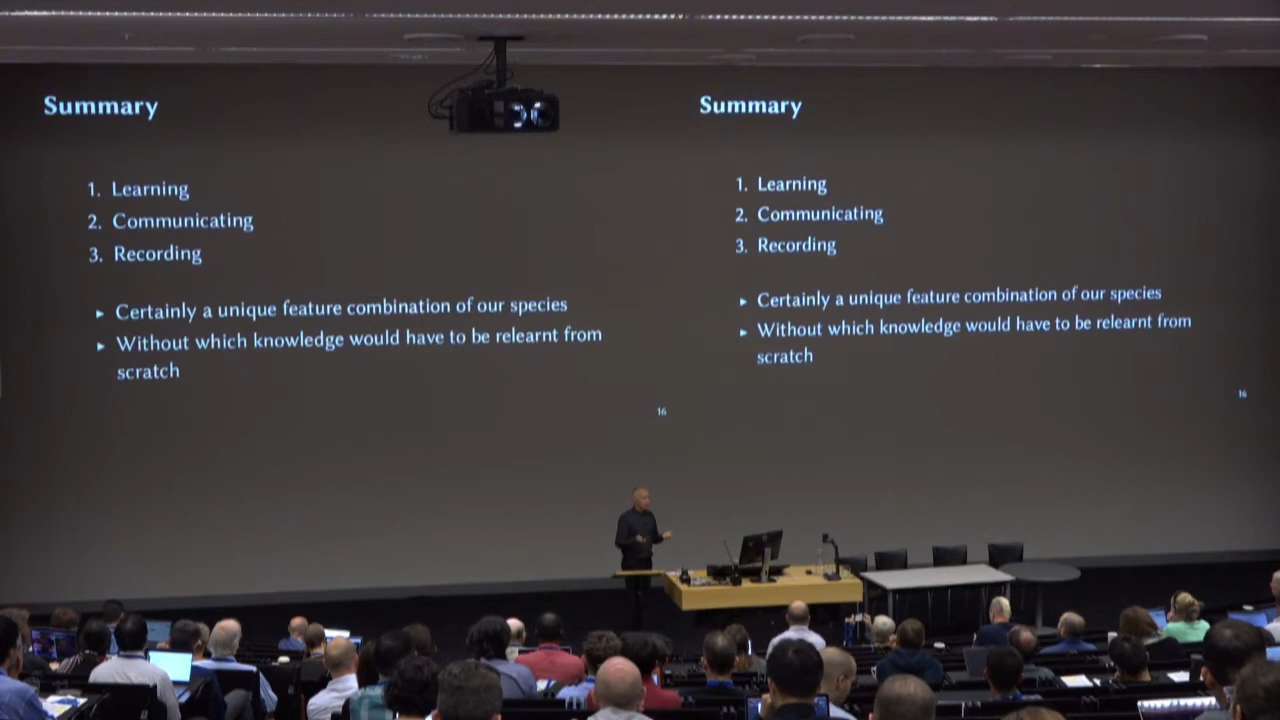 Summary
1. Learning
2. Communicating
3. Recording
▸ Certainly a unique feature combination of our species
▸ Without which knowledge would have to be relearnt from
scratch
16
Summary
1. Learning
2. Communicating
3. Recording
▸ Certainly a unique feature combination of our species
▸ Without which knowledge would have to be relearnt from
scratch
16